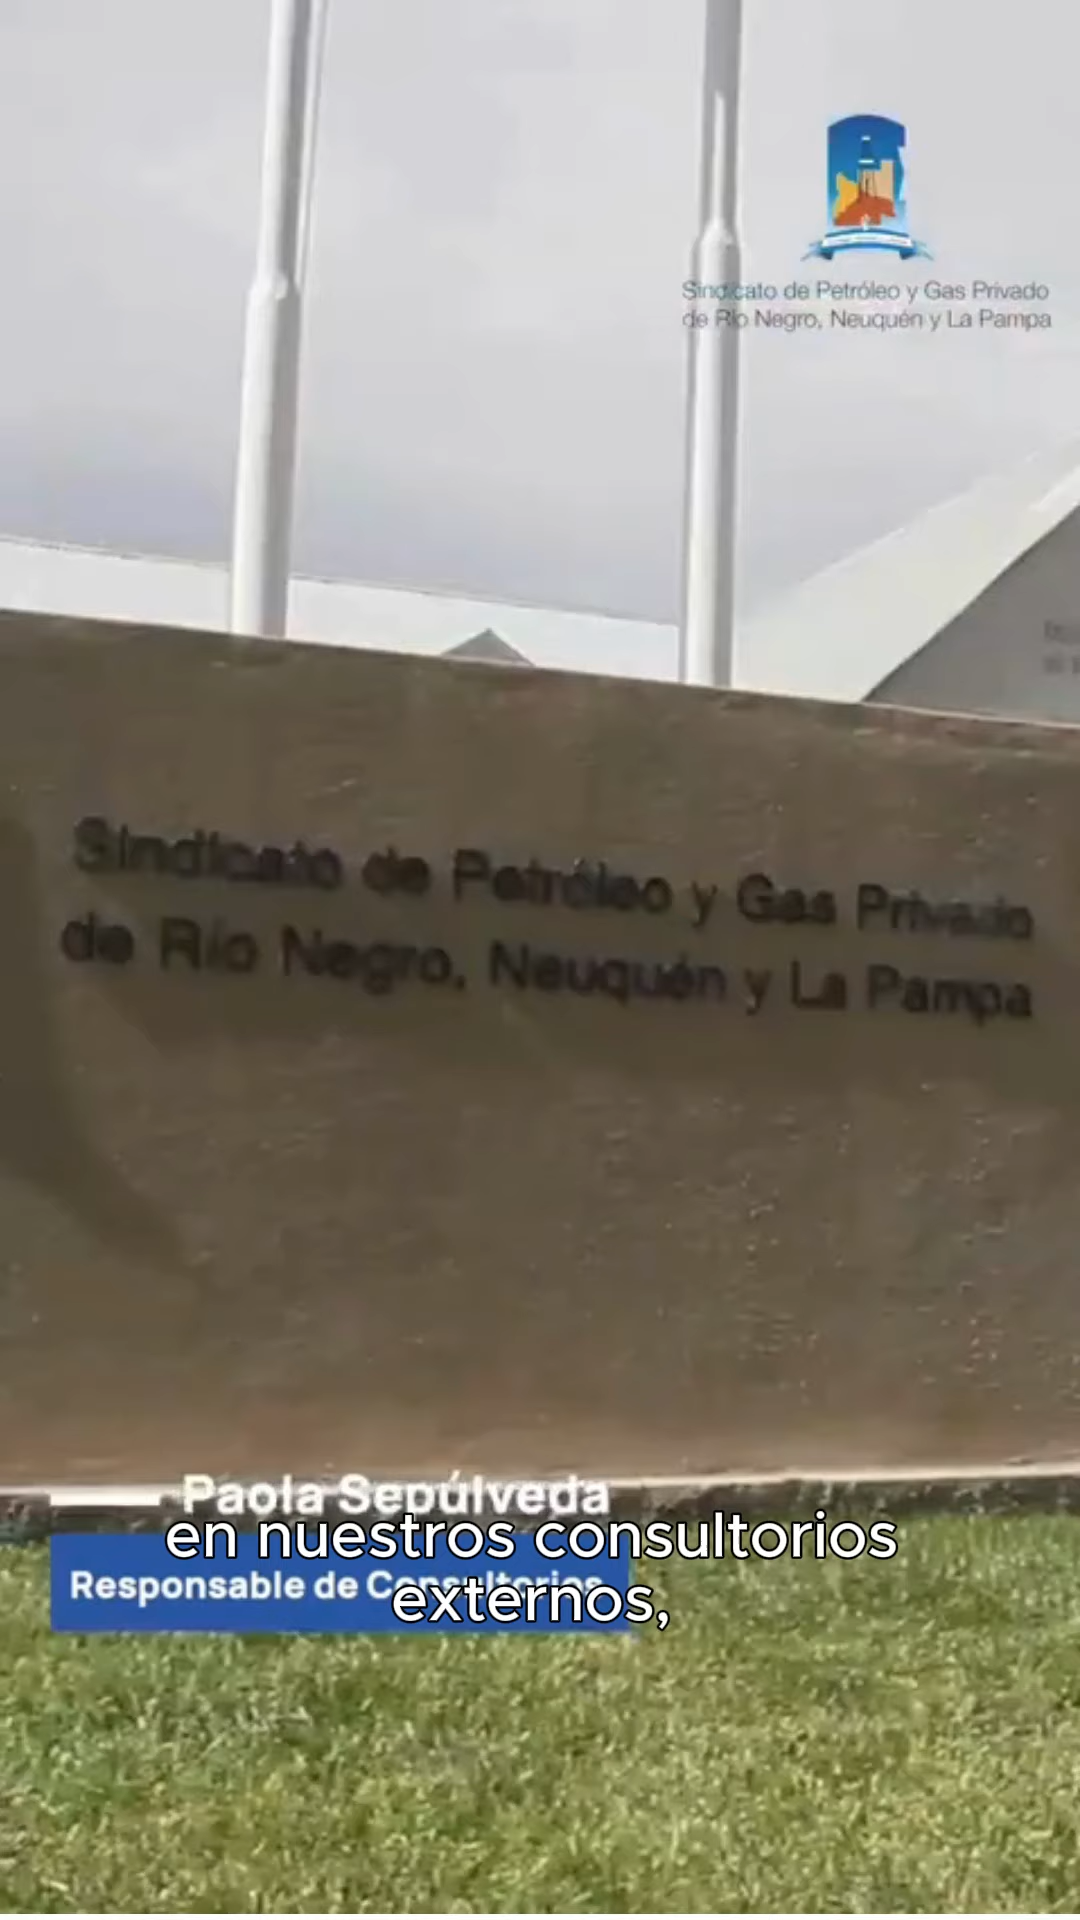 Sindicato de Petróleo y Gas Privado
de Río Negro, Neuquén y La Pampa
Sindicato de Petróleo y Gas Privado
de Río Negro, Neuquén y La Pampa
Paola Sepúlveda
en nuestros consultorios
Responsable de Consultorios
externos,